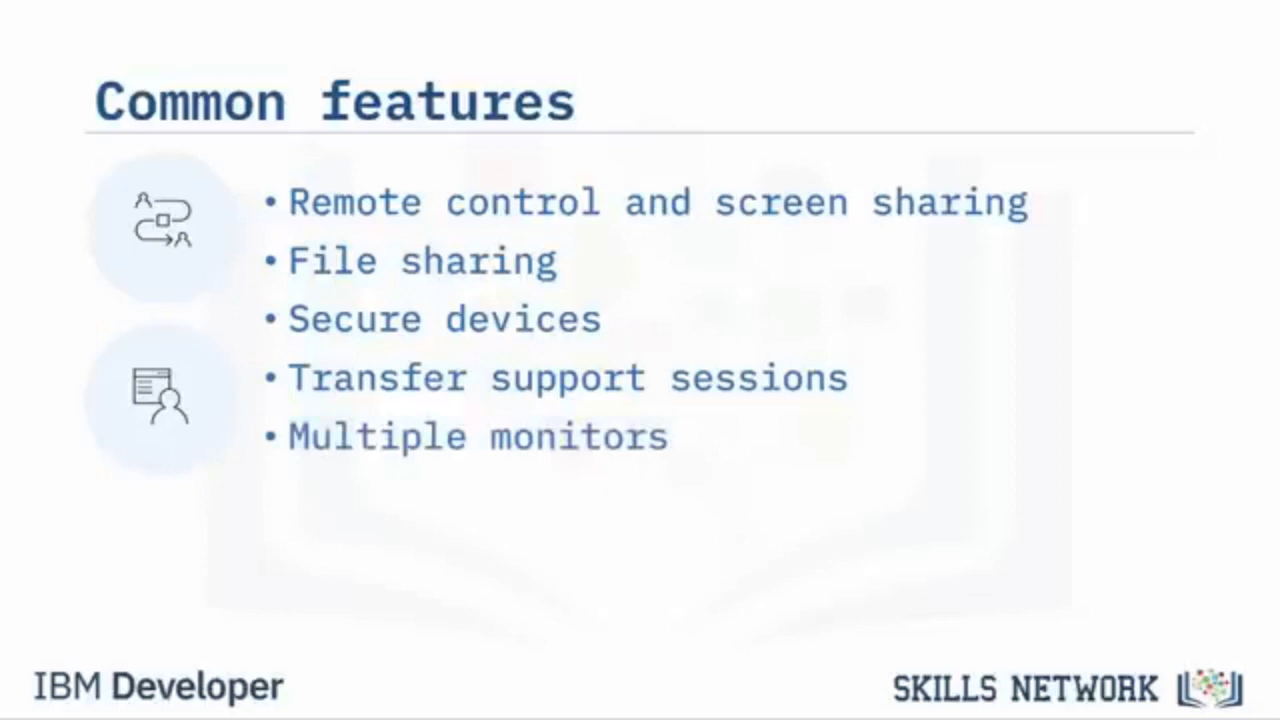 Common features
• Remote control and screen sharing
• File sharing
• Secure devices
• Transfer support sessions
• Multiple monitors
IBM Developer
SKILLS NETWORK